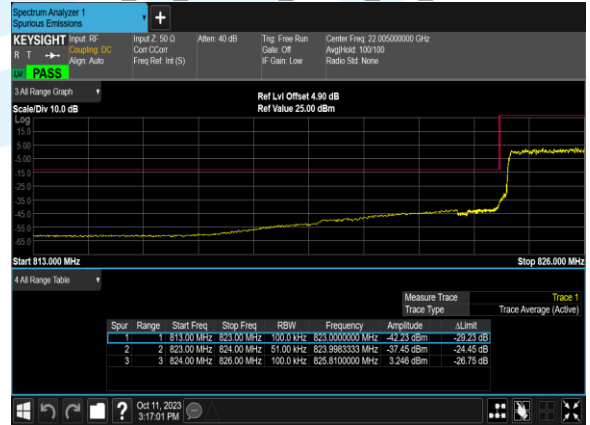 Spectrum Analyzer 1
Spurious Emissions
+
KEYSIGHT Input: RF Input Z: 50 Ω Atten: 40 dB Trig: Free Run Center Freq: 22.005000000 GHz
R T Coupling: DC Corr CCorr Gate: Off Avg|Hold: 100/100
Align: Auto Freq Ref: Int (S) IF Gain: Low Radio Std: None
PASS
3 All Range Graph
Ref Lvl Offset 4.90 dB
Scale/Div 10.0 dB Ref Value 25.00 dBm
Log
15.0
5.00
-5.00
-15.0
-25.0
-35.0
-45.0
-55.0
-65.0
Start 813.000 MHz Stop 826.000 MHz
4 All Range Table
Measure Trace Trace 1
Trace Type Trace Average (Active)
Spur Range Start Freq Stop Freq RBW Frequency Amplitude ΔLimit
1 1 813.00 MHz 823.00 MHz 100.0 kHz 823.0000000 MHz -42.23 dBm -29.23 dB
2 2 823.00 MHz 824.00 MHz 51.00 kHz 823.9983333 MHz -37.45 dBm -24.45 dB
3 3 824.00 MHz 826.00 MHz 100.0 kHz 825.8100000 MHz 3.246 dBm -26.75 dB
? Oct 11, 2023
3:17:01 PM